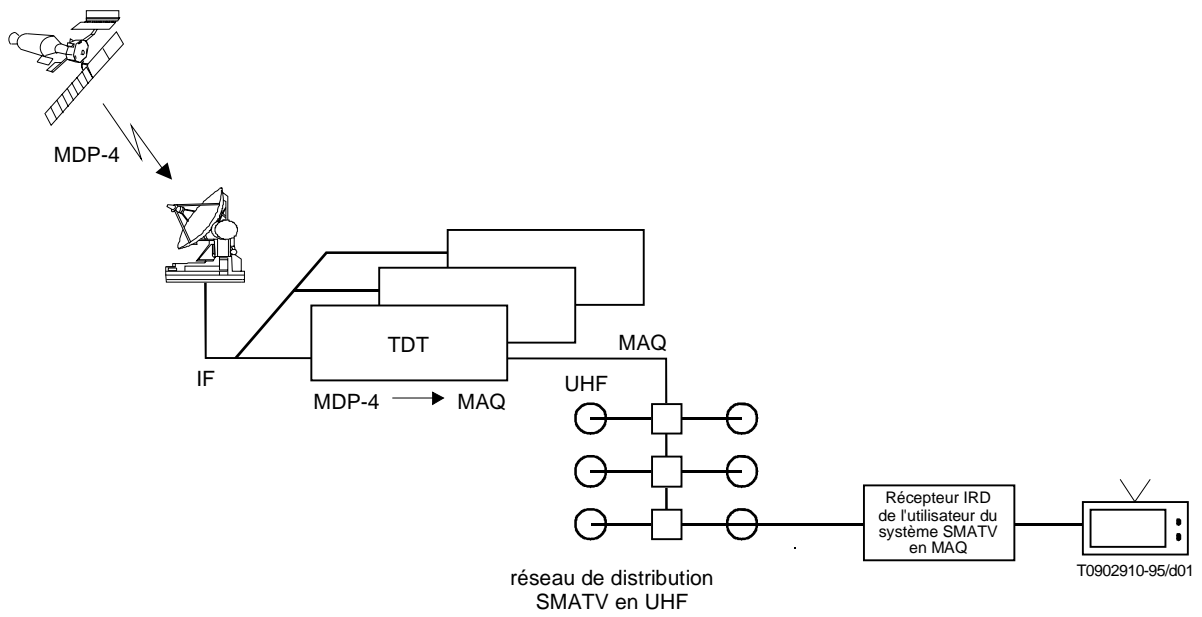 MDP-4
TDT
MAQ
IF
UHF
MDP-4 MAQ
Récepteur IRD
de l'utilisateur du
système SMATV
en MAQ
T0902910-95/d01
réseau de distribution
SMATV en UHF